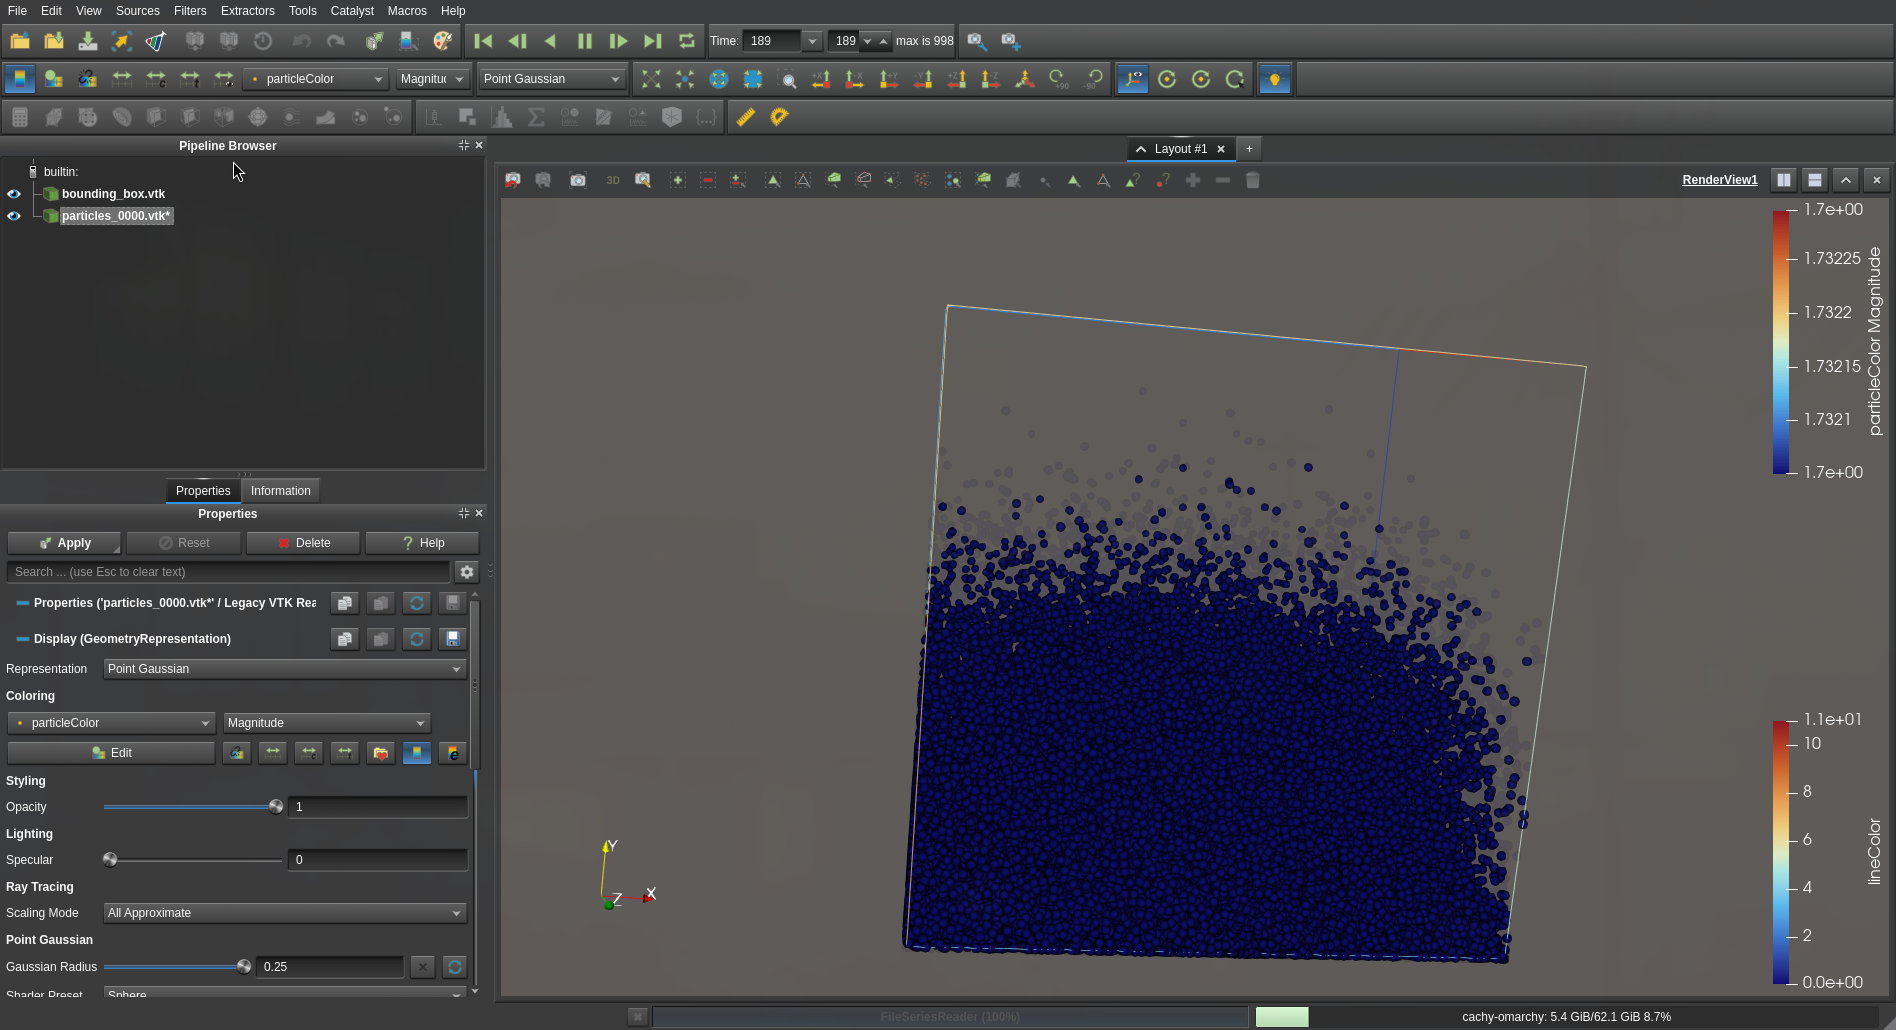 File Edit View Sources Filters Extractors Tools Catalyst Macros Help
Time: 189 189 max is 998
particleColor Magnitud Point Gaussian
+X -X +Y -Y +Z -Z +90 -90
Pipeline Browser
builtin:
bounding_box.vtk
particles_0000.vtk*
Layout #1 +
3D
RenderView1
Properties Information
Properties
Apply Reset Delete Help
Search ... (use Esc to clear text)
Properties ('particles_0000.vtk*' / Legacy VTK Rea
Display (GeometryRepresentation)
Representation Point Gaussian
Coloring
particleColor Magnitude
Edit
Styling
Opacity 1
Lighting
Specular 0
Ray Tracing
Scaling Mode All Approximate
Point Gaussian
Gaussian Radius 0.25
Shader Preset Sphere
1.7e+00
1.73225
1.7322
1.73215
1.7321
1.7e+00
particleColor Magnitude
1.1e+01
10
8
6
4
2
0.0e+00
lineColor
Y
Z X
FileSeriesReader (100%)
cachy-omarchy: 5.4 GiB/62.1 GiB 8.7%